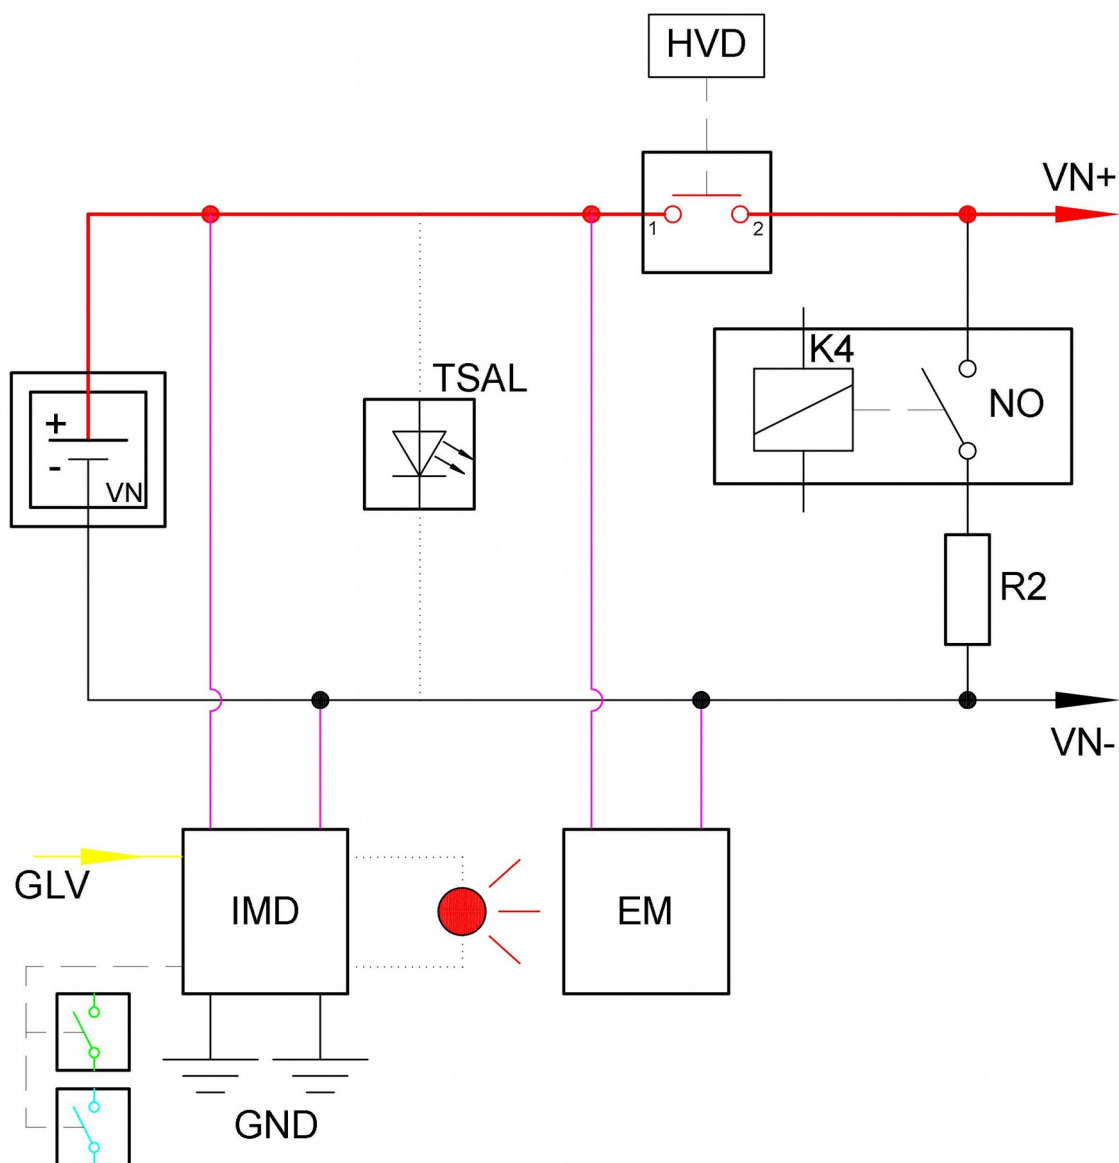 HVD
VN+
1
2
K4
TSAL
NO
+
-
VN
R2
VN-
GLV
IMD
EM
GND